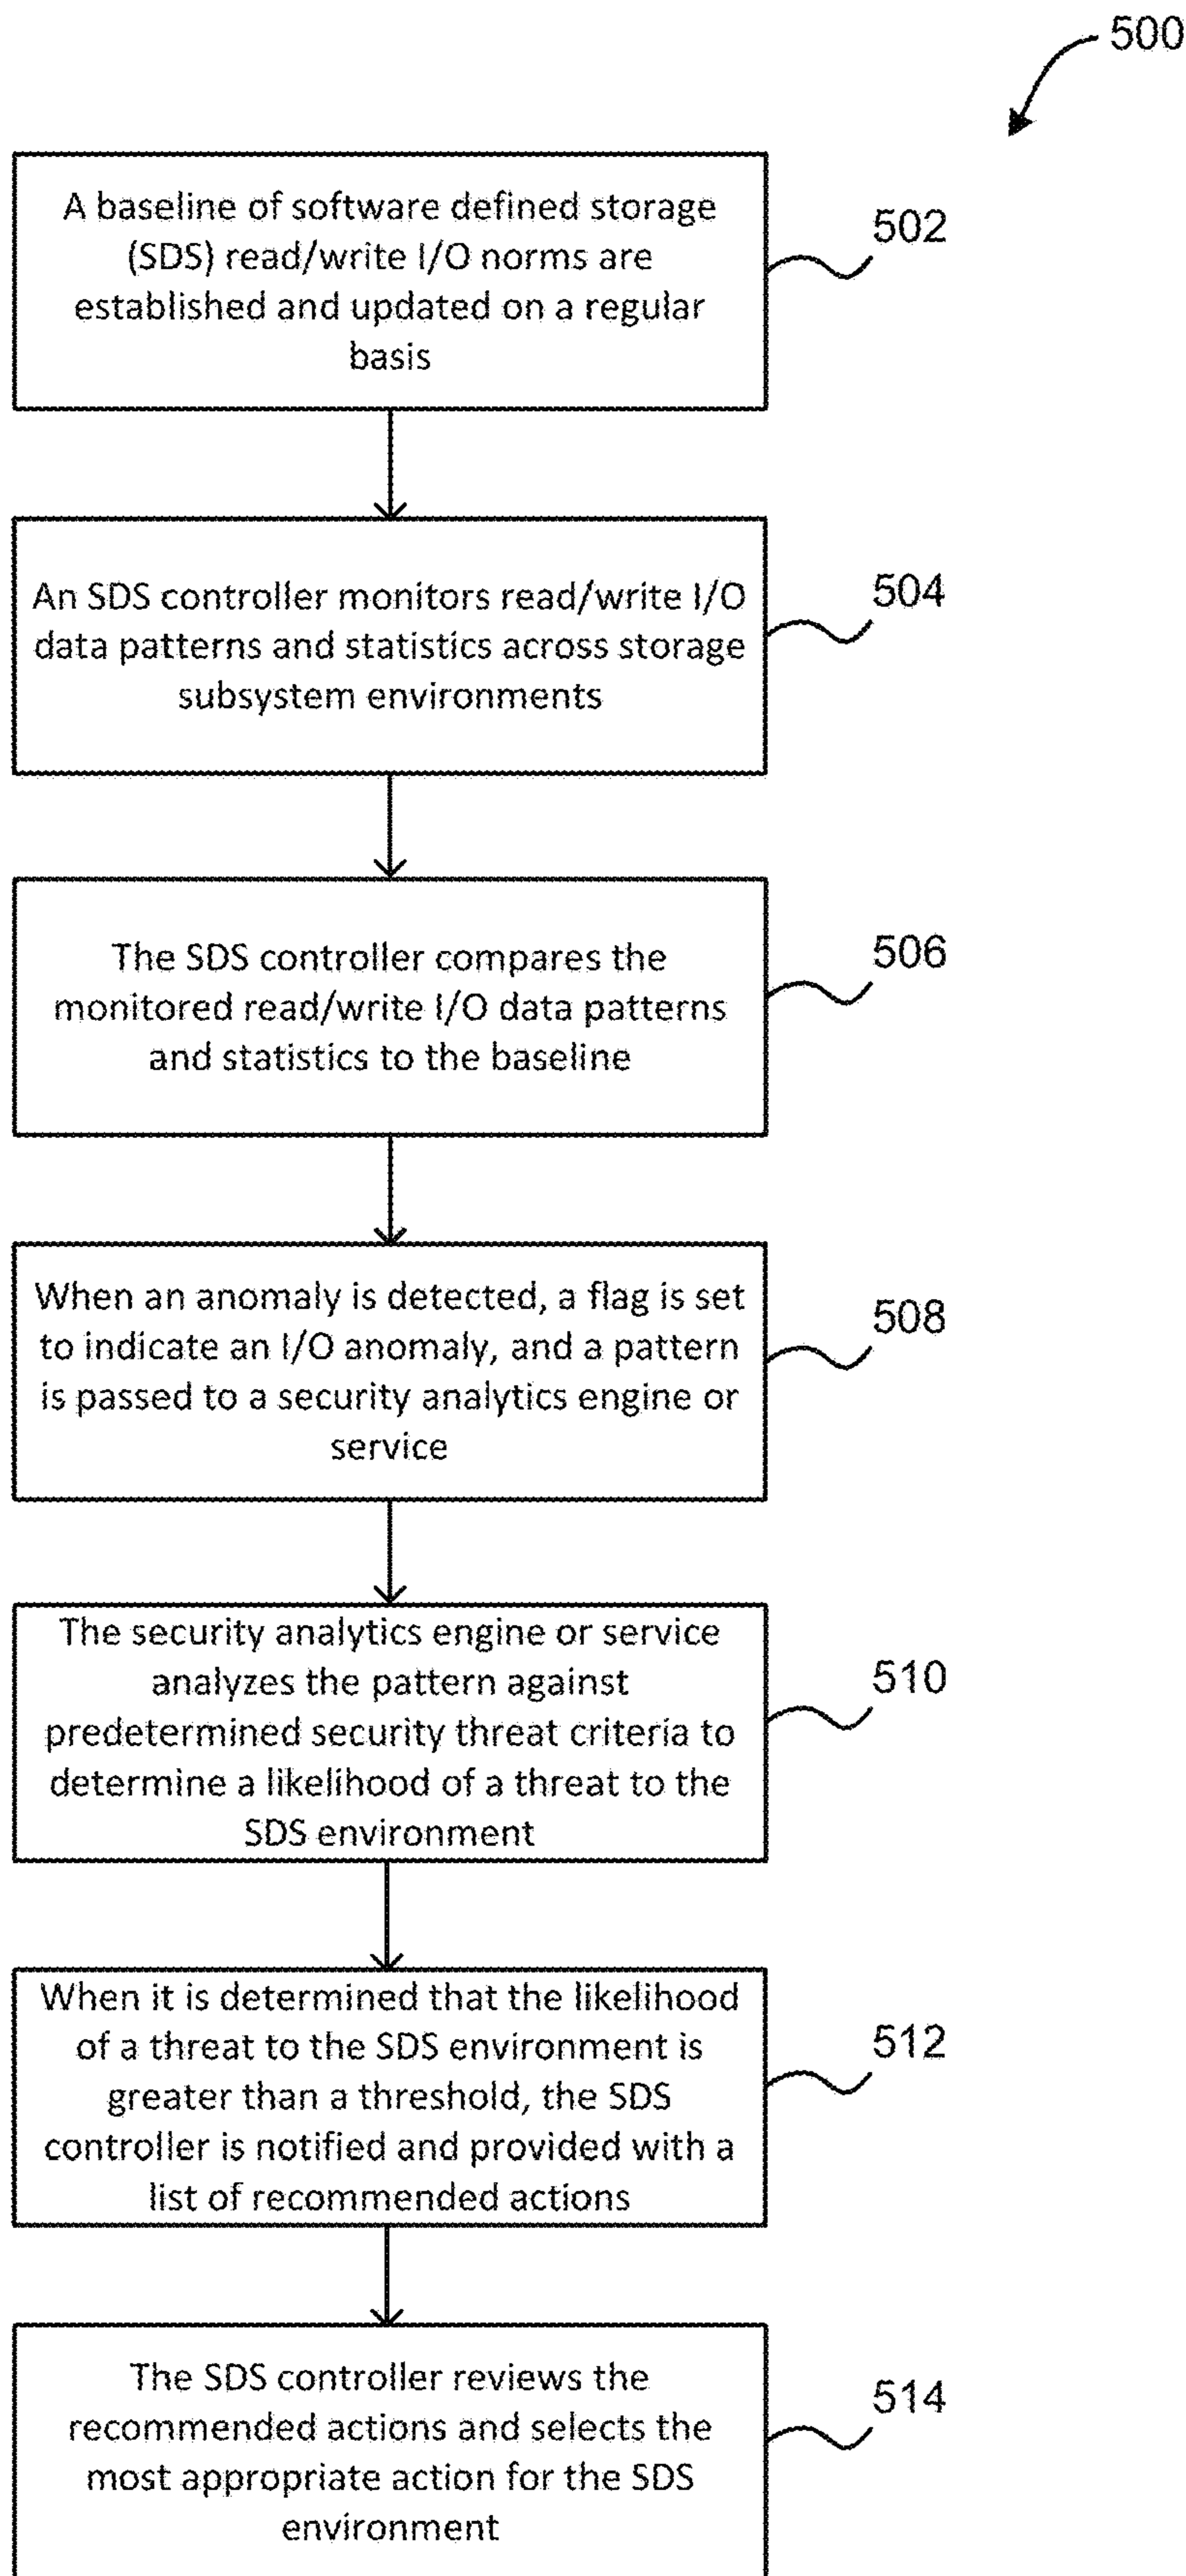 500
A baseline of software defined storage
(SDS) read/write I/O norms are
established and updated on a regular
basis
502
An SDS controller monitors read/write I/O
data patterns and statistics across storage
subsystem environments
504
The SDS controller compares the
monitored read/write I/O data patterns
and statistics to the baseline
506
When an anomaly is detected, a flag is set
to indicate an I/O anomaly, and a pattern
is passed to a security analytics engine or
service
508
The security analytics engine or service
analyzes the pattern against
predetermined security threat criteria to
determine a likelihood of a threat to the
SDS environment
510
When it is determined that the likelihood
of a threat to the SDS environment is
greater than a threshold, the SDS
controller is notified and provided with a
list of recommended actions
512
The SDS controller reviews the
recommended actions and selects the
most appropriate action for the SDS
environment
514